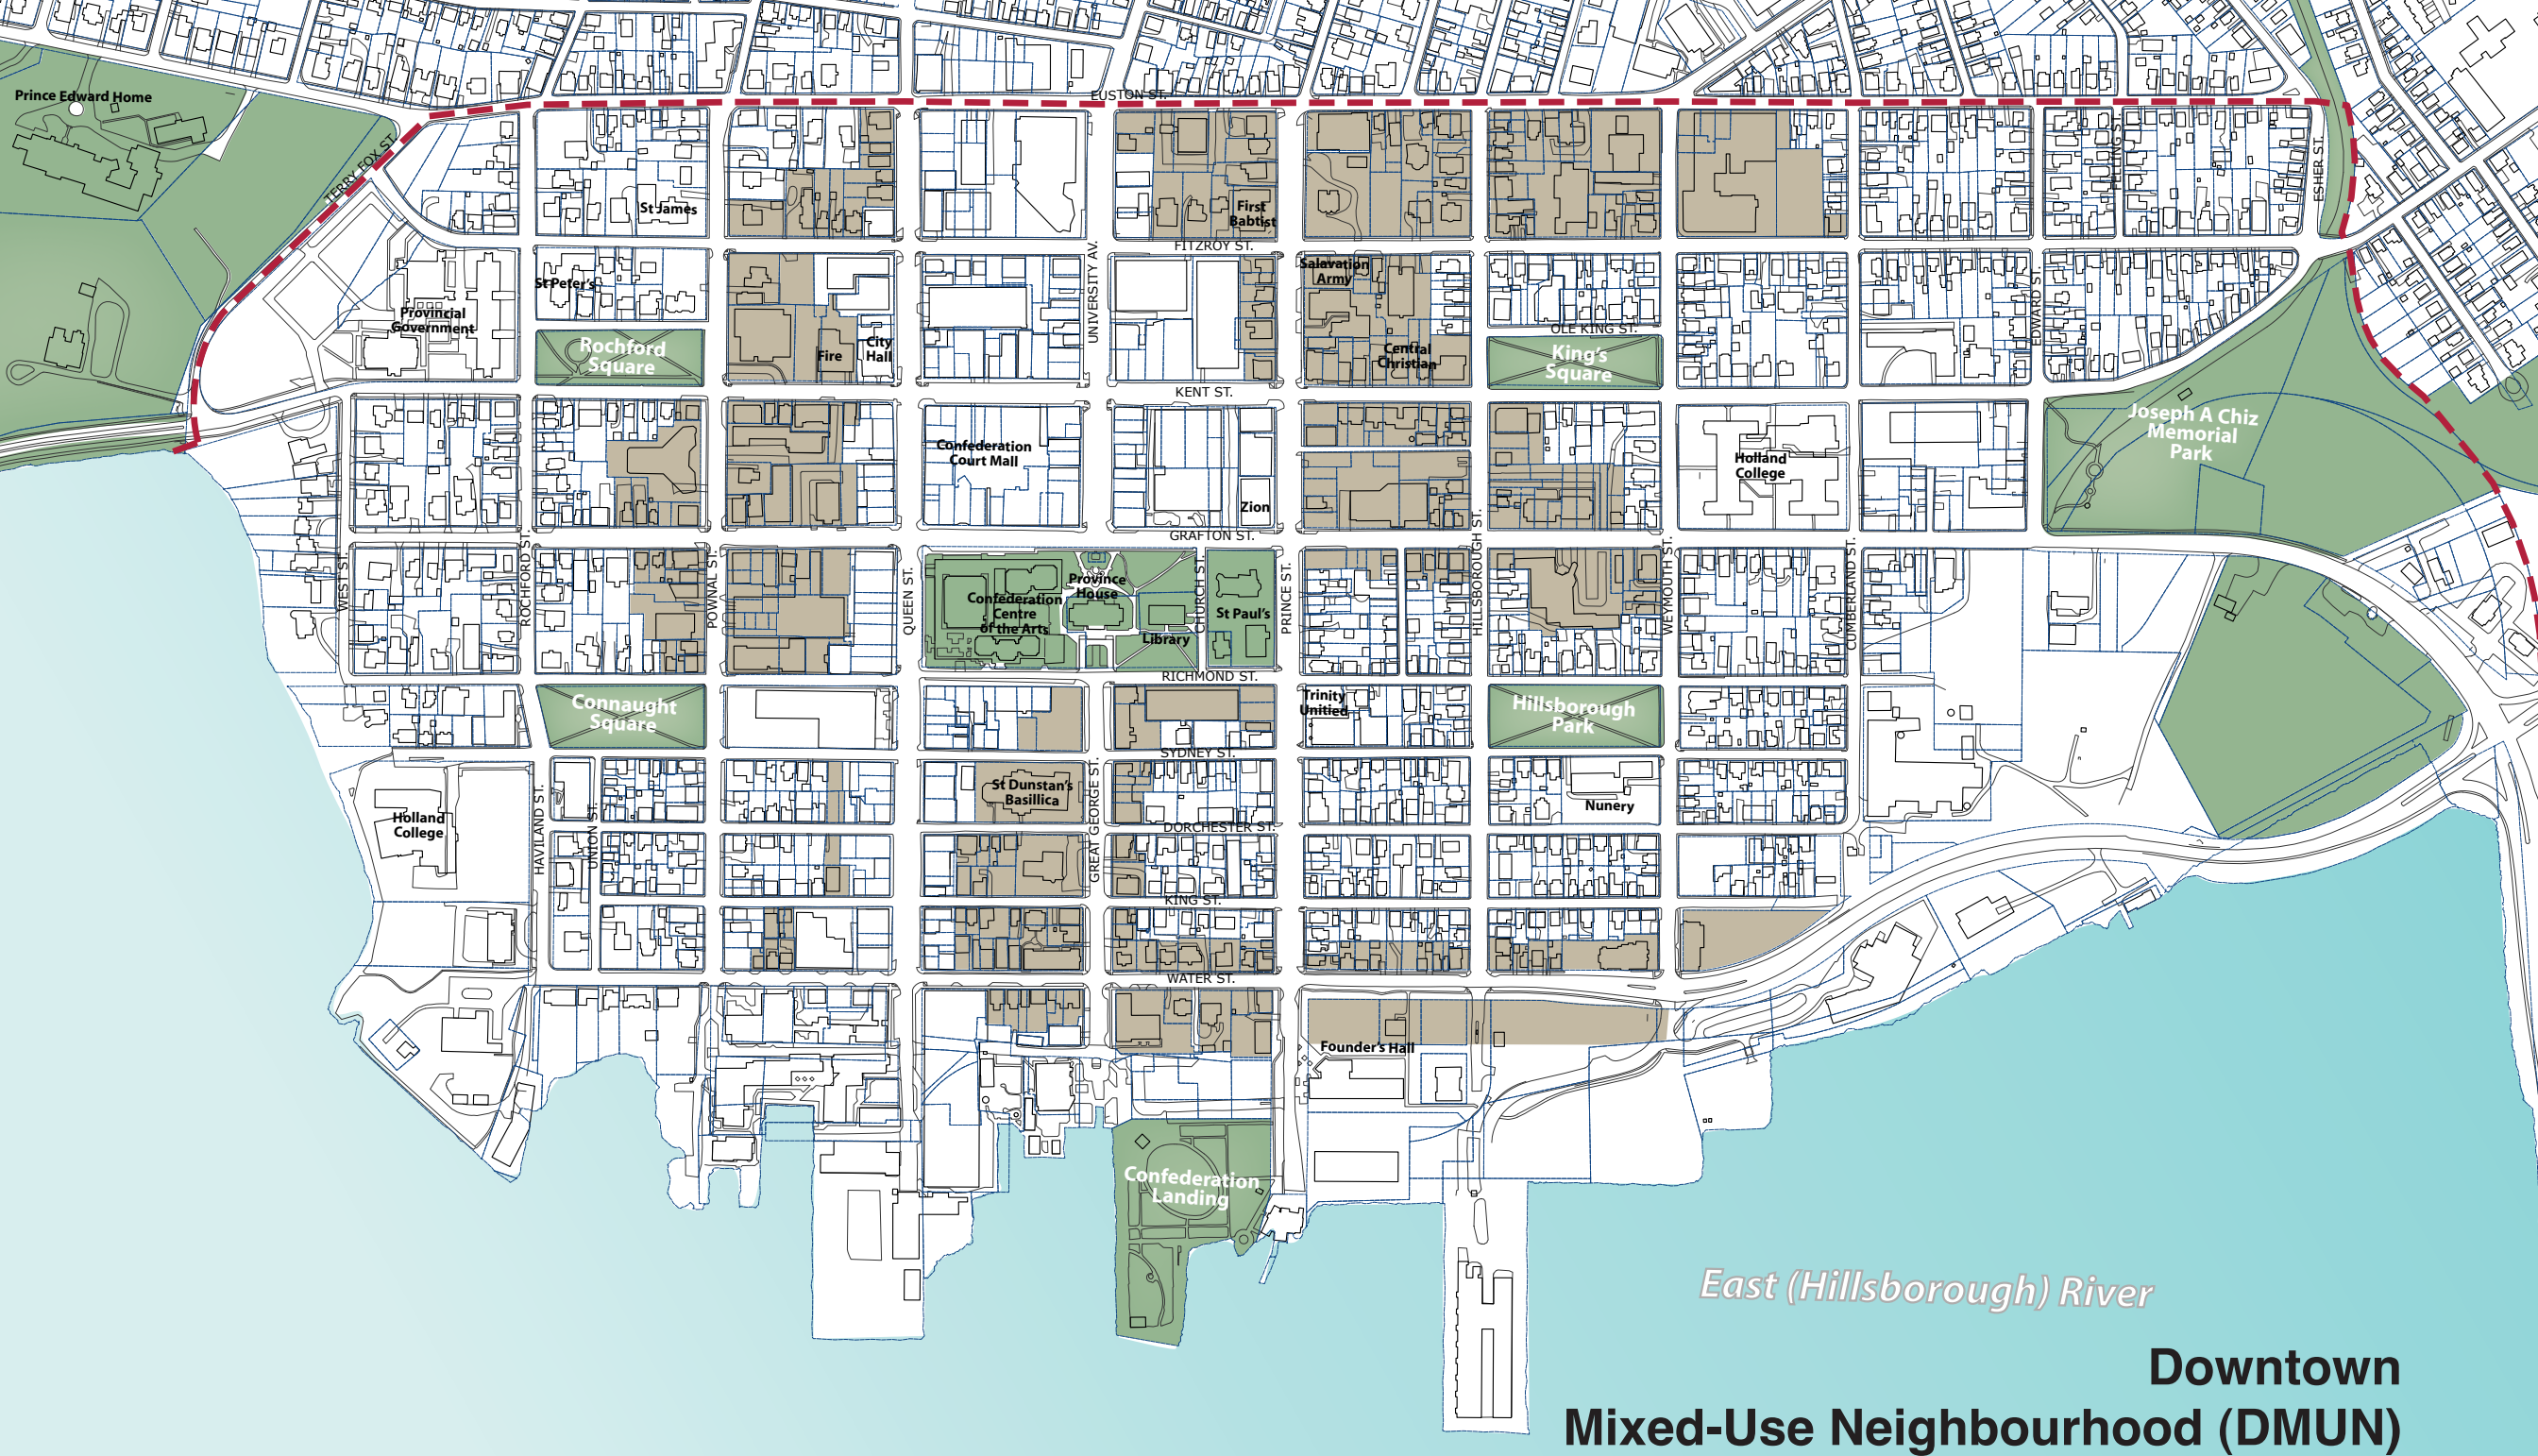 EUSTON ST.
Prince Edward Home
TERRY FOX ST.
FELLING ST.
ESHER ST.
St James
First
Babtist
FITZROY ST.
UNIVERSITY AV.
Salavation
Army
St Peter's
Provincial
Government
Rochford
Square
Fire
City
Hall
Central
Christian
OLE KING ST.
King's
Square
EDWARD ST.
KENT ST.
Joseph A Chiz
Memorial
Park
Confederation
Court Mall
Zion
Holland
College
GRAFTON ST.
WEST ST.
ROCHFORD ST.
POWNAL ST.
QUEEN ST.
Confederation
Centre
of the Arts
Province
House
Library
CHURCH ST.
St Paul's
PRINCE ST.
HILLSBOROUGH ST.
WEYMOUTH ST.
CUMBERLAND ST.
RICHMOND ST.
Connaught
Square
Trinity
Unitied
Hillsborough
Park
SYDNEY ST.
St Dunstan's
Basillica
GREAT GEORGE ST.
Nunery
Holland
College
HAVILAND ST.
UNION ST.
DORCHESTER ST.
KING ST.
WATER ST.
Founder's Hall
Confederation
Landing
East (Hillsborough) River
Downtown
Mixed-Use Neighbourhood (DMUN)